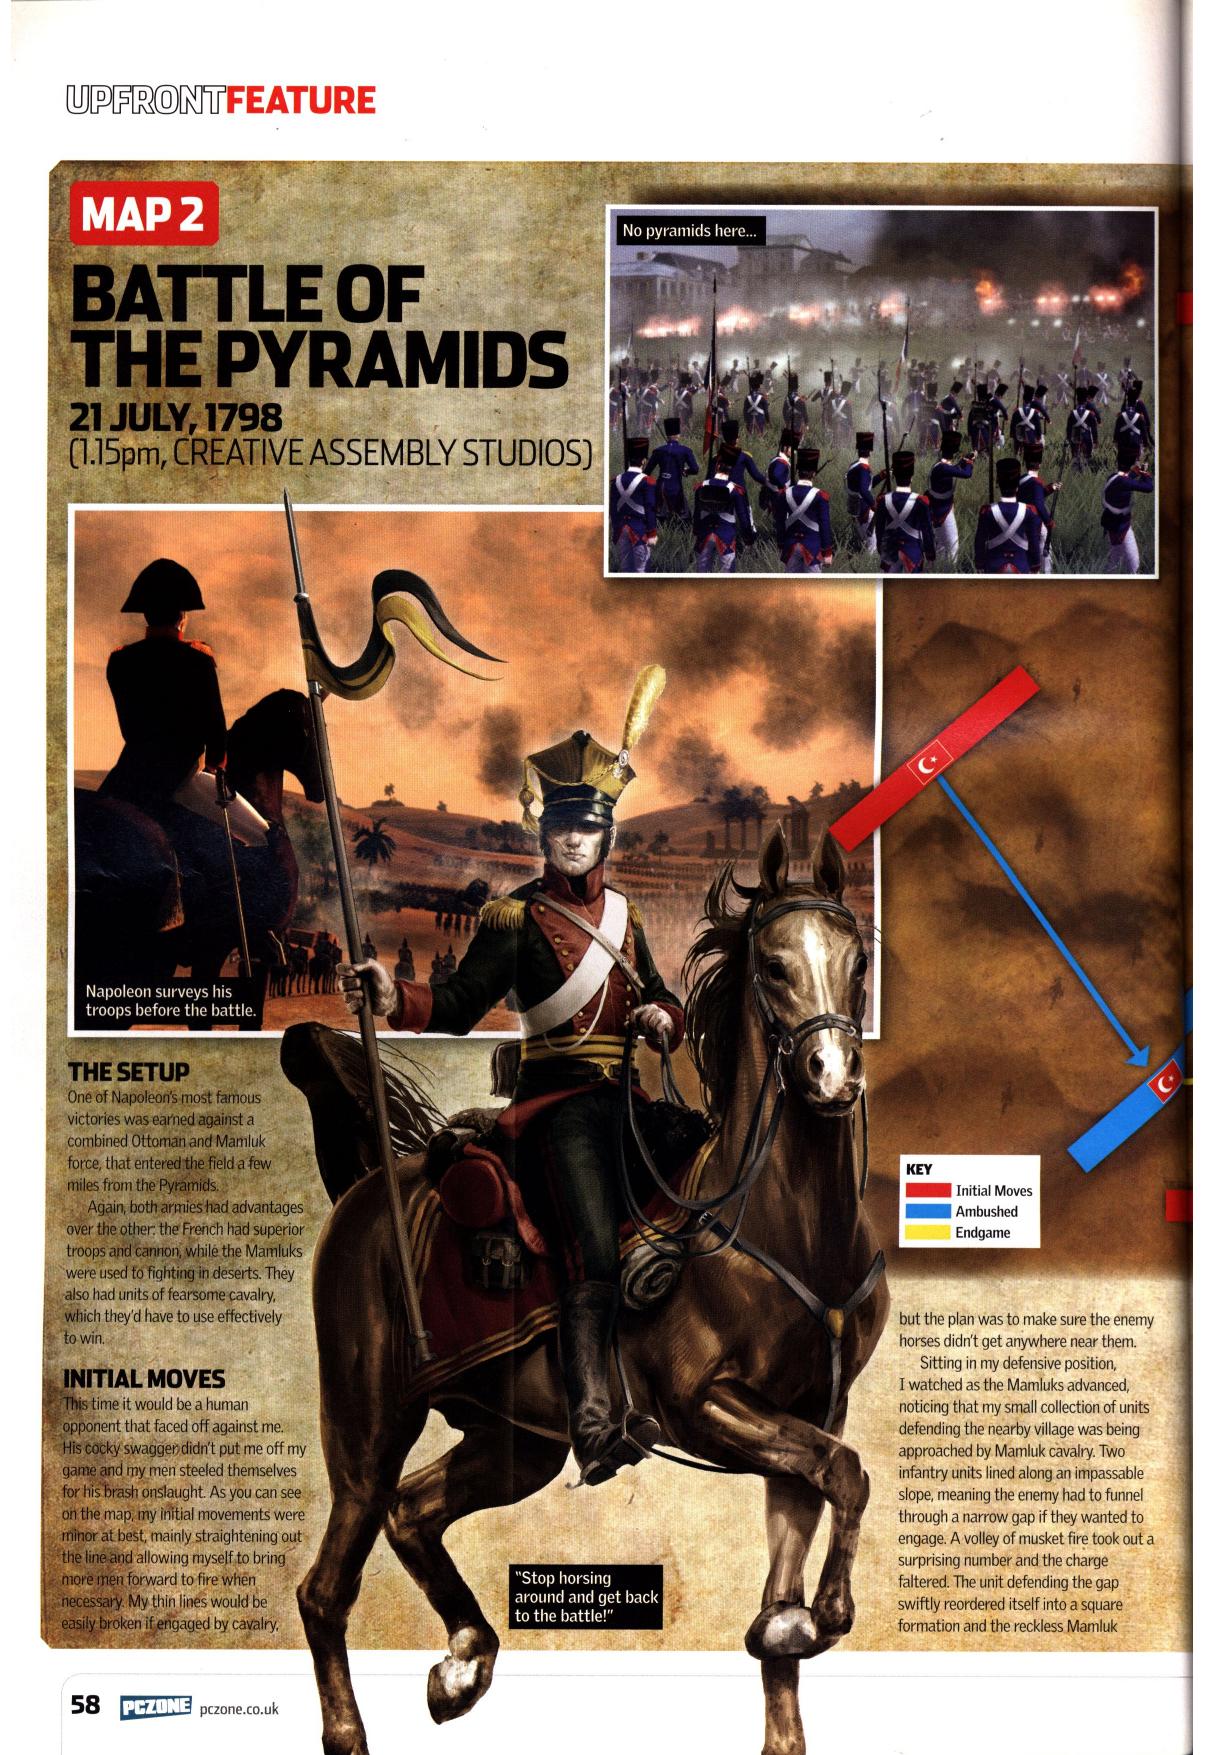 UPFRONTFEATURE
MAP 2
BATTLE OF
THE PYRAMIDS
21 JULY, 1798
(1.15pm, CREATIVE ASSEMBLY STUDIOS)
No pyramids here...
Napoleon surveys his
troops before the battle.
THE SETUP
One of Napoleon's most famous
victories was earned against a
combined Ottoman and Mamluk
force, that entered the field a few
miles from the Pyramids.
Again, both armies had advantages
over the other: the French had superior
troops and cannon, while the Mamluks
were used to fighting in deserts. They
also had units of fearsome cavalry,
which they'd have to use effectively
to win.
INITIAL MOVES
This time it would be a human
opponent that faced off against me.
His cocky swagger didn't put me off my
game and my men steeled themselves
for his brash onslaught. As you can see
on the map, my initial movements were
minor at best, mainly straightening out
the line and allowing myself to bring
more men forward to fire when
necessary. My thin lines would be
easily broken if engaged by cavalry,
"Stop horsing
around and get back
to the battle!"
KEY
Initial Moves
Ambushed
Endgame
but the plan was to make sure the enemy
horses didn't get anywhere near them.
Sitting in my defensive position,
I watched as the Mamluks advanced,
noticing that my small collection of units
defending the nearby village was being
approached by Mamluk cavalry. Two
infantry units lined along an impassable
slope, meaning the enemy had to funnel
through a narrow gap if they wanted to
engage. A volley of musket fire took out a
surprising number and the charge
faltered. The unit defending the gap
swiftly reordered itself into a square
formation and the reckless Mamluk
58 PCZONE pczone.co.uk